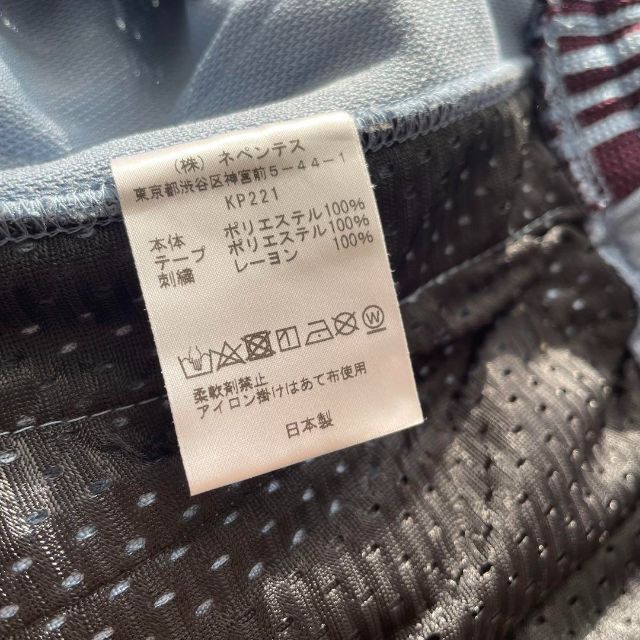 (株) ネペンテス
東京都渋谷区神宮前5-44-1
KP221
本体 ポリエステル100%
テープ ポリエステル100%
刺繍 レーヨン 100%
柔軟剤禁止
アイロン掛けはあて布使用
日本製